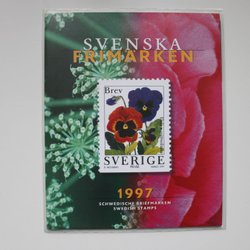 SVENSKA
FRIMÄRKEN
Brev
SVERIGE
1997
SCHWEDISCHE BRIEFMARKEN
SWEDISH STAMPS